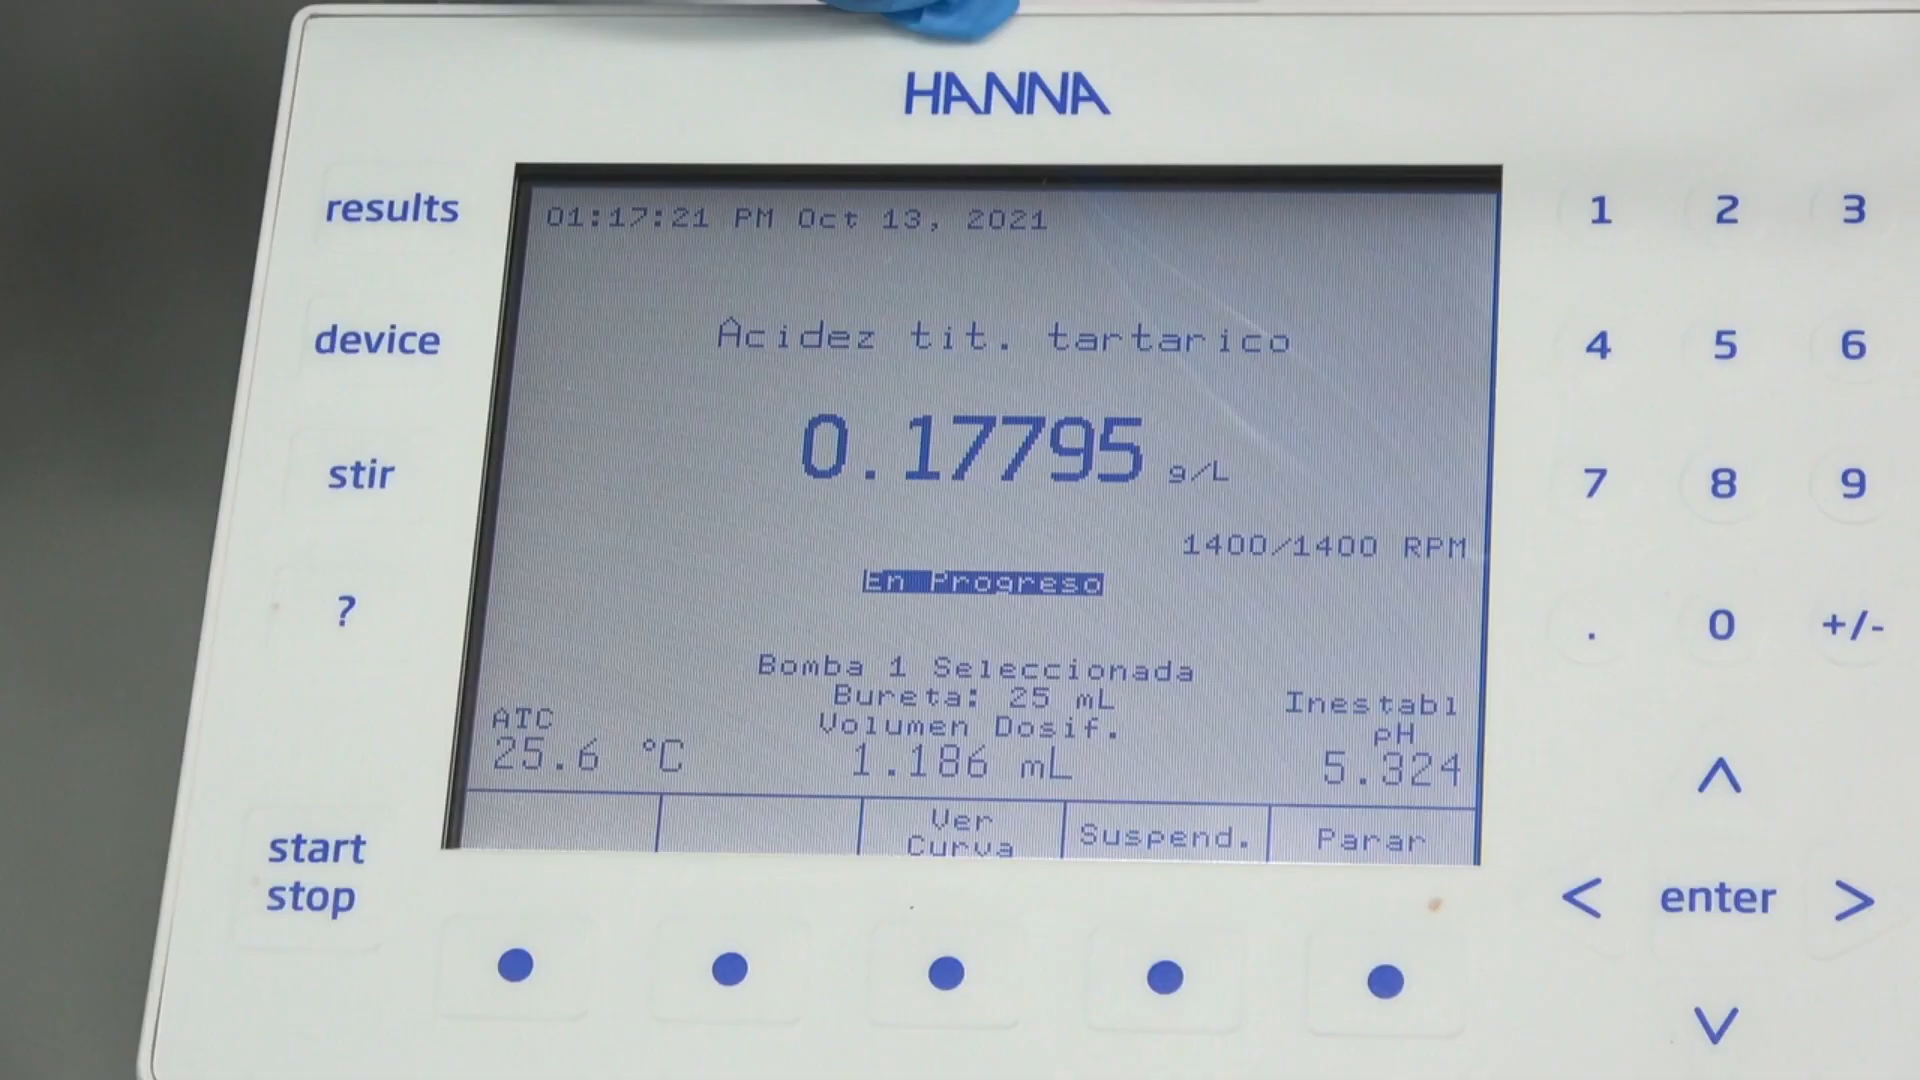 HANNA
results
device
stir
?
start
stop
01:17:21 PM Oct 13, 2021
Acidez tit. tartarico
0.17795 g/L
1400/1400 RPM
En Progreso
Bomba 1 Seleccionada
Bureta: 25 mL
Volumen Dosif.
1.186 mL
ATC
25.6 °C
Inestabl
pH
5.324
Ver
Curva
Suspend.
Parar
1 2 3
4 5 6
7 8 9
. 0 +/-
< enter >